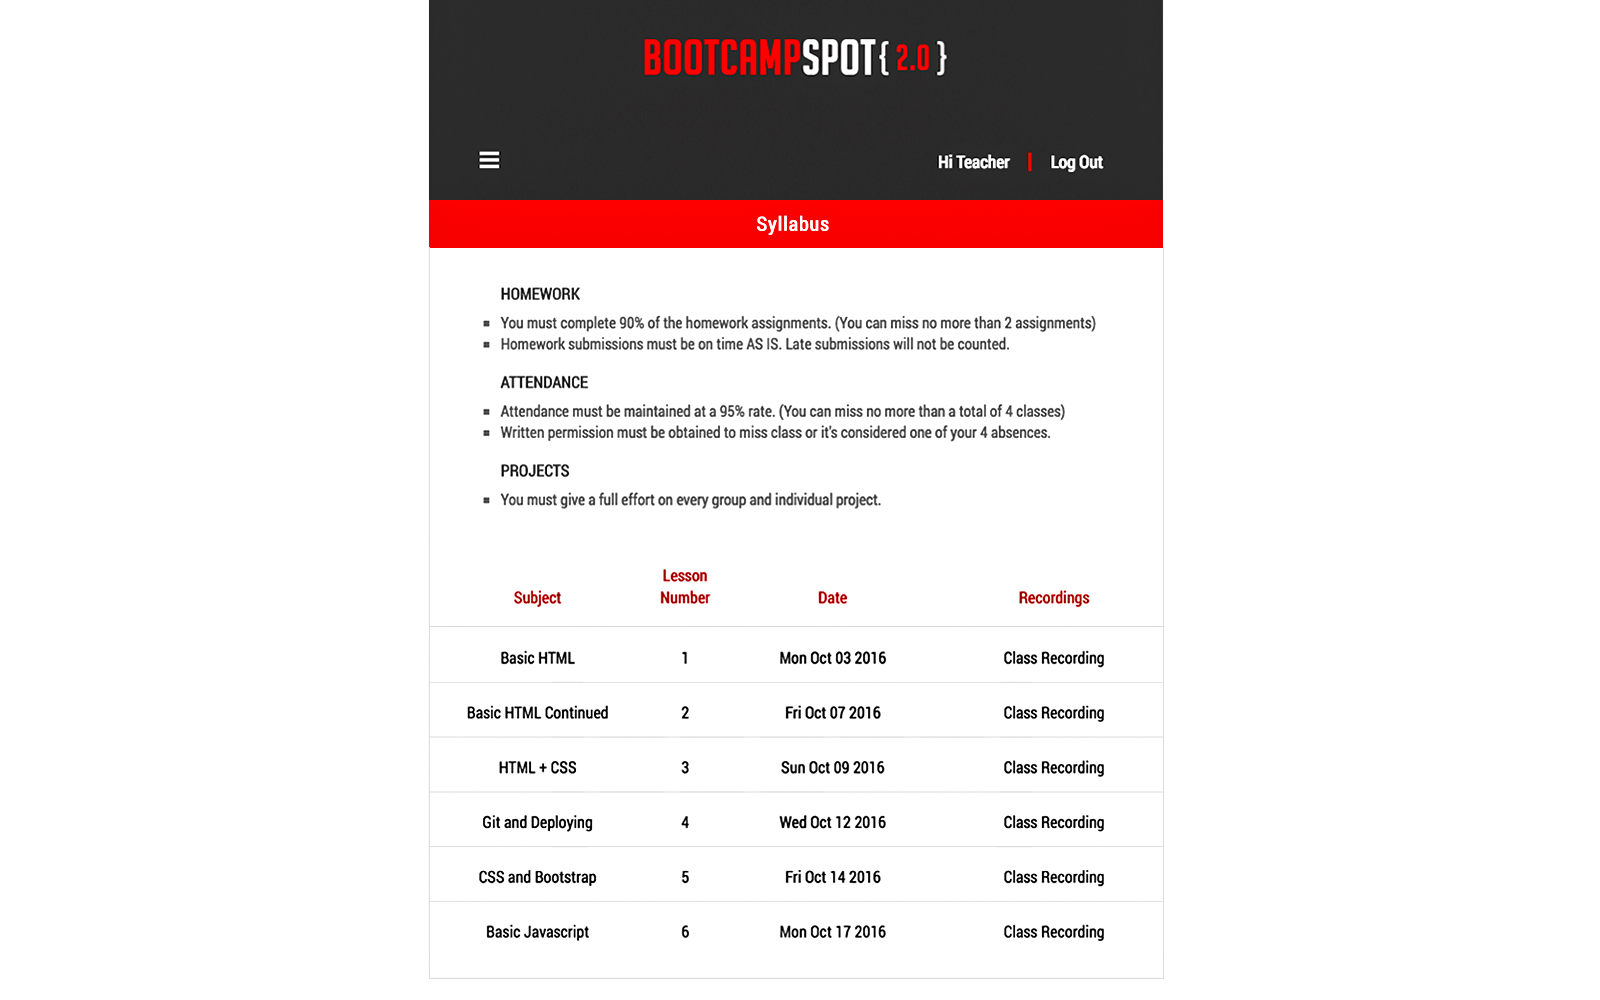 BOOTCAMPSPOT{ 2.0 }
Hi Teacher | Log Out
Syllabus
HOMEWORK
▪ You must complete 90% of the homework assignments. (You can miss no more than 2 assignments)
▪ Homework submissions must be on time AS IS. Late submissions will not be counted.
ATTENDANCE
▪ Attendance must be maintained at a 95% rate. (You can miss no more than a total of 4 classes)
▪ Written permission must be obtained to miss class or it's considered one of your 4 absences.
PROJECTS
▪ You must give a full effort on every group and individual project.
Subject Lesson Number Date Recordings
Basic HTML 1 Mon Oct 03 2016 Class Recording
Basic HTML Continued 2 Fri Oct 07 2016 Class Recording
HTML + CSS 3 Sun Oct 09 2016 Class Recording
Git and Deploying 4 Wed Oct 12 2016 Class Recording
CSS and Bootstrap 5 Fri Oct 14 2016 Class Recording
Basic Javascript 6 Mon Oct 17 2016 Class Recording